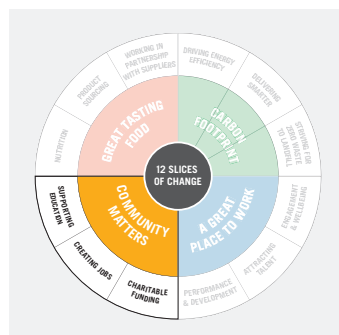 WORKING IN
PARTNERSHIP
WITH SUPPLIERS
DRIVING ENERGY
EFFICIENCY
PRODUCT
SOURCING
DELIVERING
SMARTER
NUTRITION
STRIVING FOR
ZERO WASTE
TO LANDFILL
GREAT TASTING
FOOD
CARBON
FOOTPRINT
12 SLICES
OF CHANGE
COMMUNITY
MATTERS
A GREAT
PLACE TO WORK
SUPPORTING
EDUCATION
CREATING JOBS
CHARITABLE
FUNDING
PERFORMANCE
& DEVELOPMENT
ATTRACTING
TALENT
ENGAGEMENT
& WELLBEING